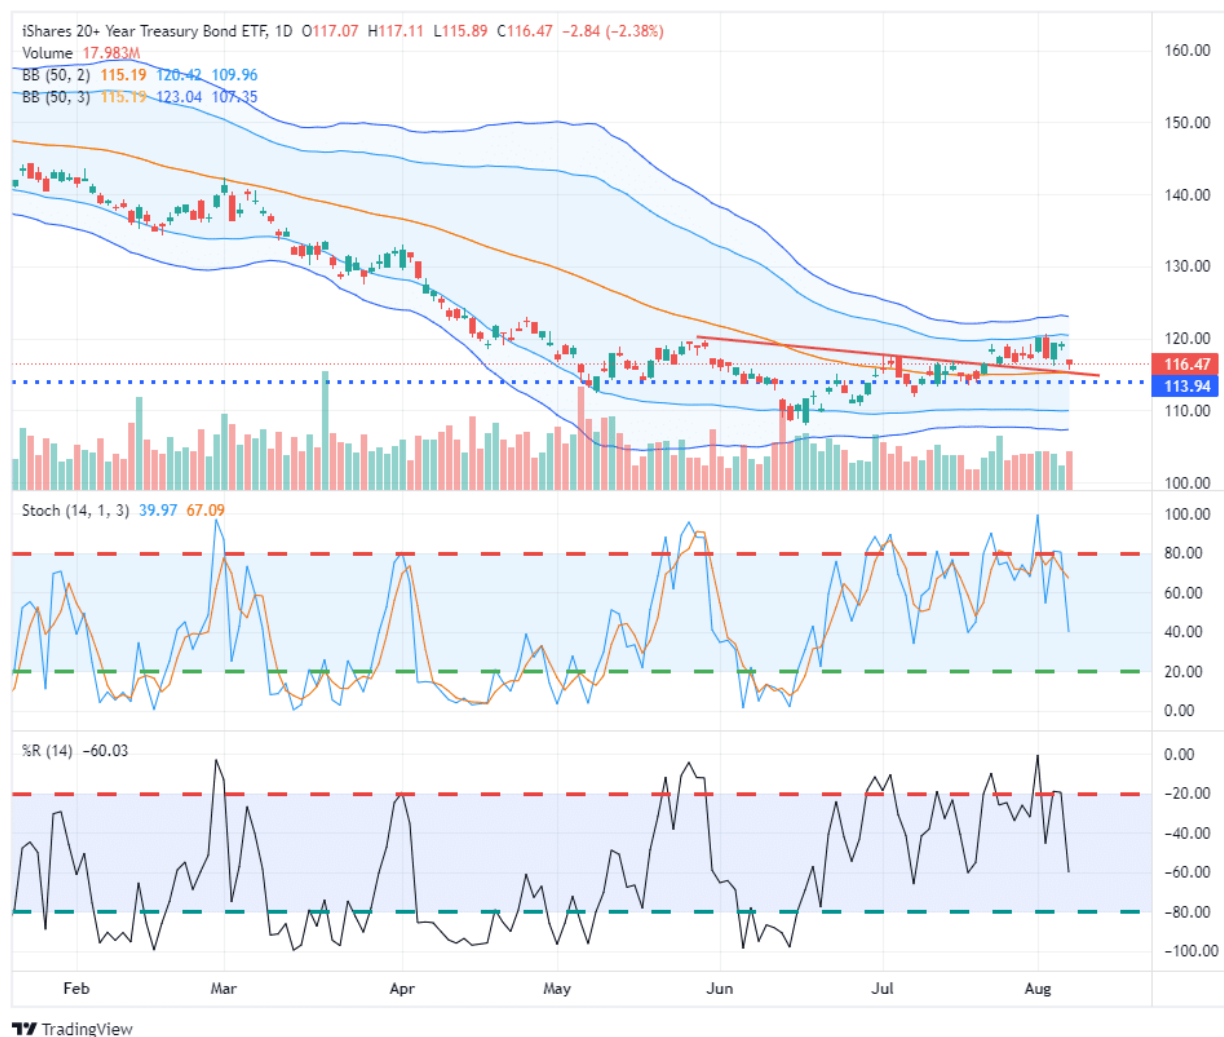 iShares 20+ Year Treasury Bond ETF, 1D O117.07 H117.11 L115.89 C116.47 −2.84 (−2.38%)
Volume 17.983M
BB (50, 2) 115.19 120.42 109.96
BB (50, 3) 115.19 123.04 107.35
160.00
150.00
140.00
130.00
120.00
116.47
113.94
110.00
100.00
Stoch (14, 1, 3) 39.97 67.09
100.00
80.00
60.00
40.00
20.00
0.00
%R (14) −60.03
0.00
−20.00
−40.00
−60.00
−80.00
−100.00
Feb Mar Apr May Jun Jul Aug
TradingView